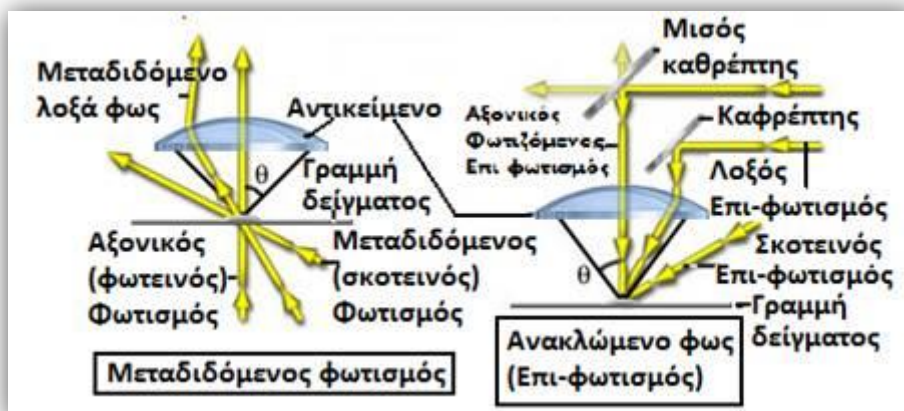 Μεταδιδόμενο
λοξά φως
Αντικείμενο
θ
Γραμμή
δείγματος
Αξονικός
(φωτεινός)
Φωτισμός
Μεταδιδόμενος
(σκοτεινός)
Φωτισμός
Μεταδιδόμενος φωτισμός
Μισός
καθρέπτης
Αξονικός
Φωτιζόμενος
Επι φωτισμός
Καφρέπτης
Λοξός
Επι-φωτισμός
Σκοτεινός
Επι-φωτισμός
θ
Γραμμή
δείγματος
Ανακλώμενο φως
(Επι-φωτισμός)